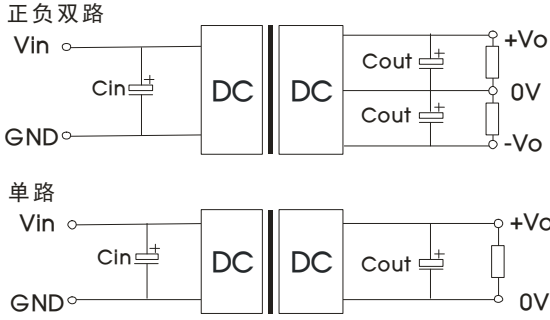 正负双路
Vin
+Vo
Cin
+
DC
DC
Cout
+
0V
Cout
+
GND
-Vo
单路
Vin
+Vo
Cin
+
DC
DC
Cout
+
GND
0V